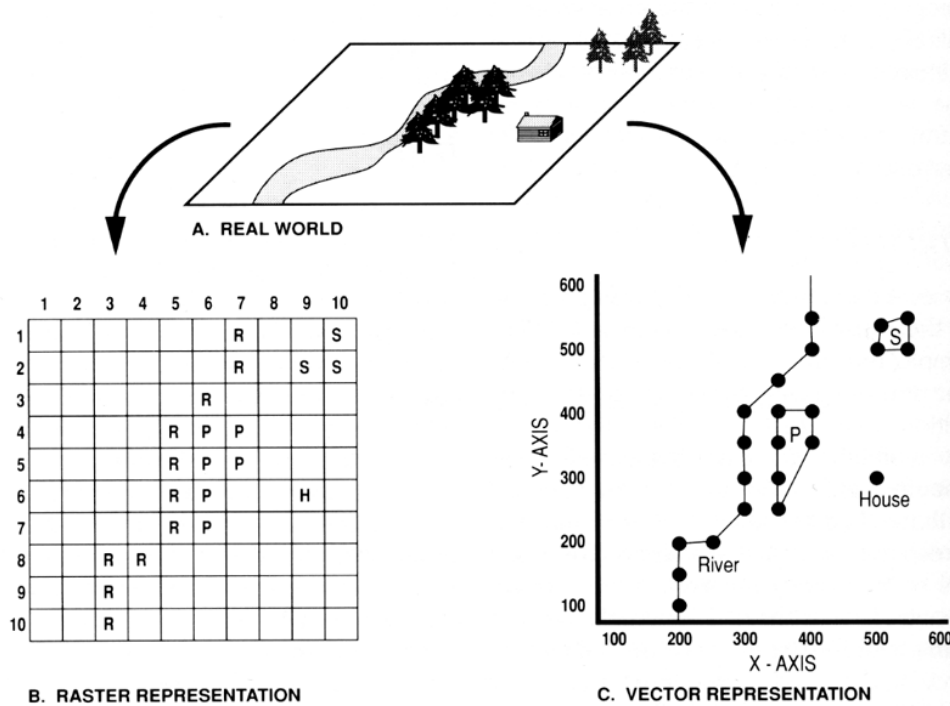 A. REAL WORLD
1 2 3 4 5 6 7 8 9 10
1 R S
2 R S S
3 R
4 R P P
5 R P P
6 R P H
7 R P
8 R R
9 R
10 R
B. RASTER REPRESENTATION
600
500
400
300
200
100
Y-AXIS
S
P
House
River
100 200 300 400 500 600
X - AXIS
C. VECTOR REPRESENTATION